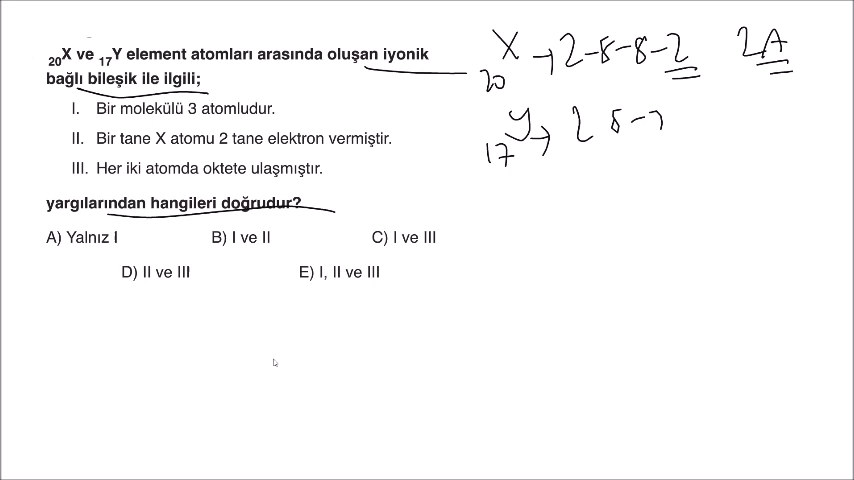 ₂₀X ve ₁₇Y element atomları arasında oluşan iyonik
bağlı bileşik ile ilgili;
I. Bir molekülü 3 atomludur.
II. Bir tane X atomu 2 tane elektron vermiştir.
III. Her iki atomda oktete ulaşmıştır.
yargılarından hangileri doğrudur?
A) Yalnız I B) I ve II C) I ve III
D) II ve III E) I, II ve III
₂₀X → 2-8-8-2 2A
₁₇Y → 2 8-7